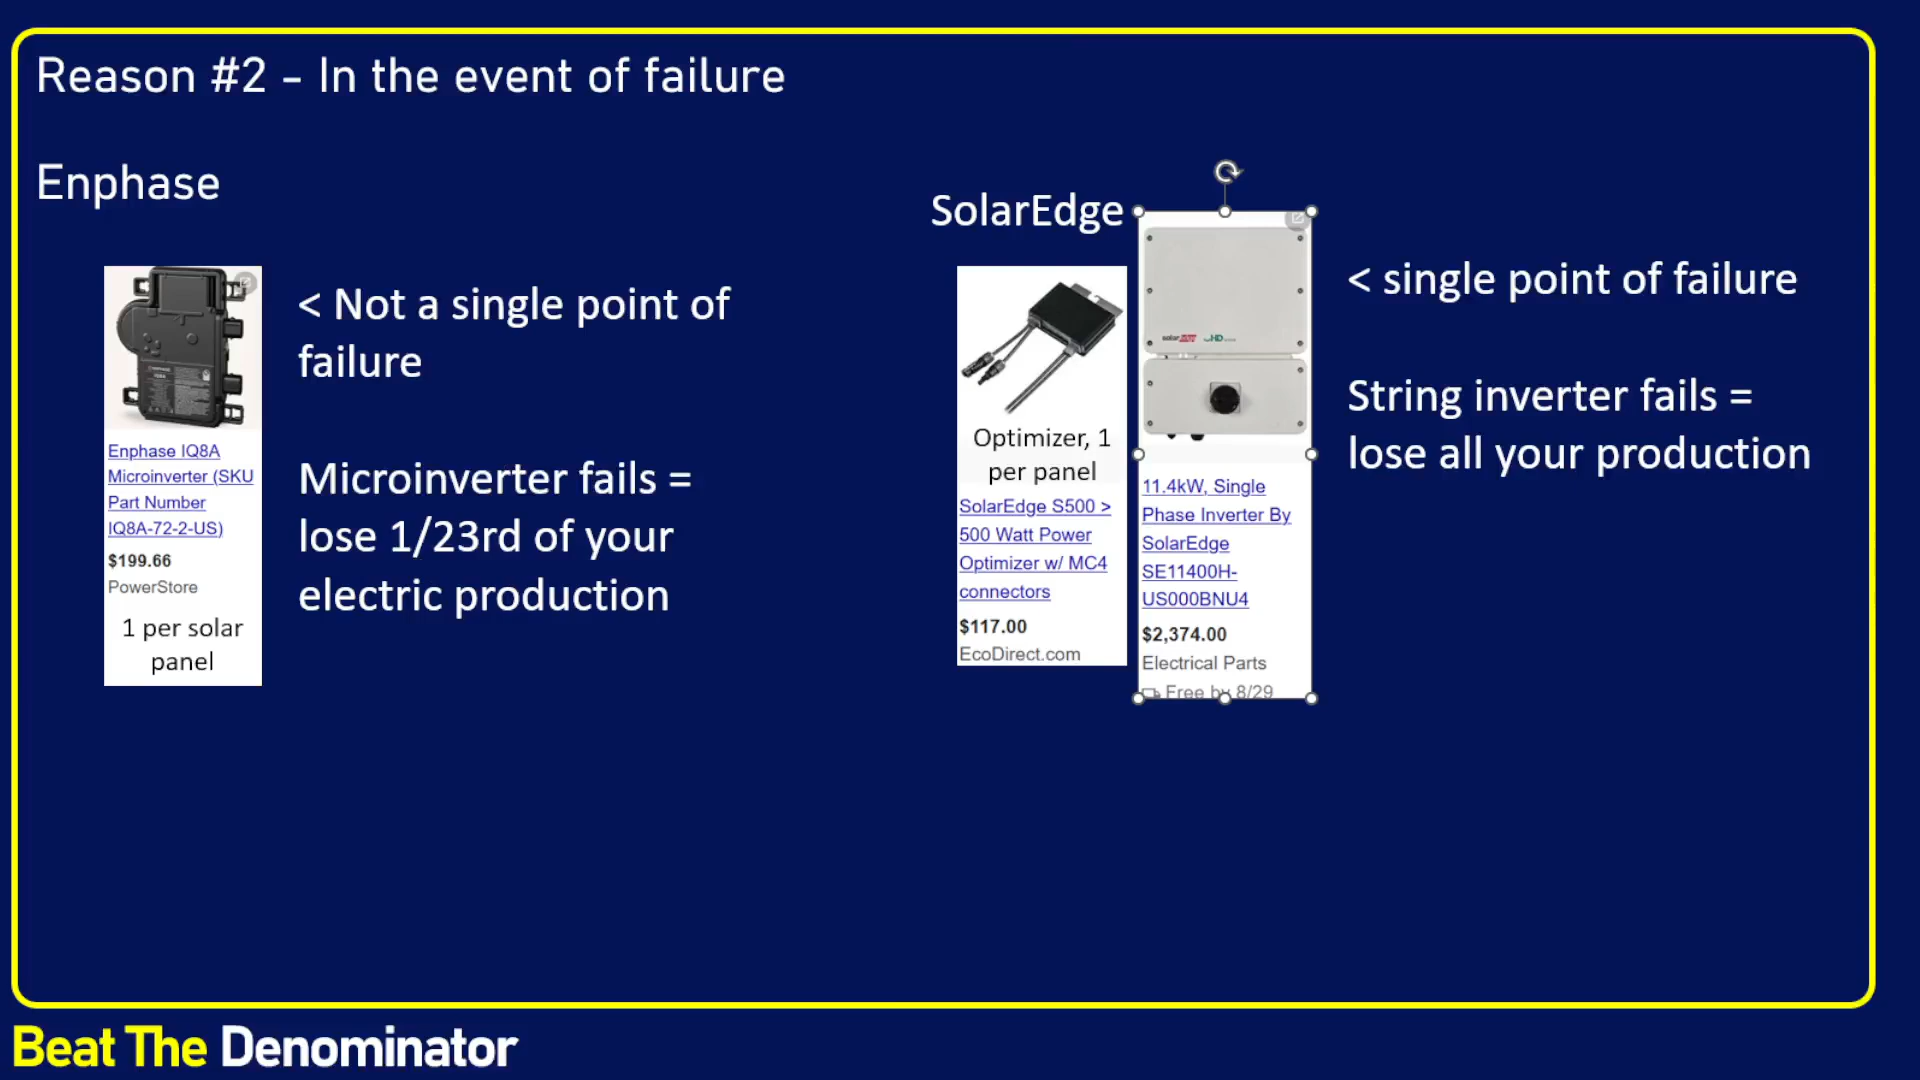 Reason #2 – In the event of failure
Enphase
< Not a single point of
failure
Microinverter fails =
lose 1/23rd of your
electric production
Enphase IQ8A
Microinverter (SKU
Part Number
IQ8A-72-2-US)
$199.66
PowerStore
1 per solar
panel
SolarEdge
Optimizer, 1
per panel
SolarEdge S500 >
500 Watt Power
Optimizer w/ MC4
connectors
$117.00
EcoDirect.com
solar
HD
11.4kW, Single
Phase Inverter By
SolarEdge
SE11400H-
US000BNU4
$2,374.00
Electrical Parts
Free by 8/29
< single point of failure
String inverter fails =
lose all your production
Beat The Denominator